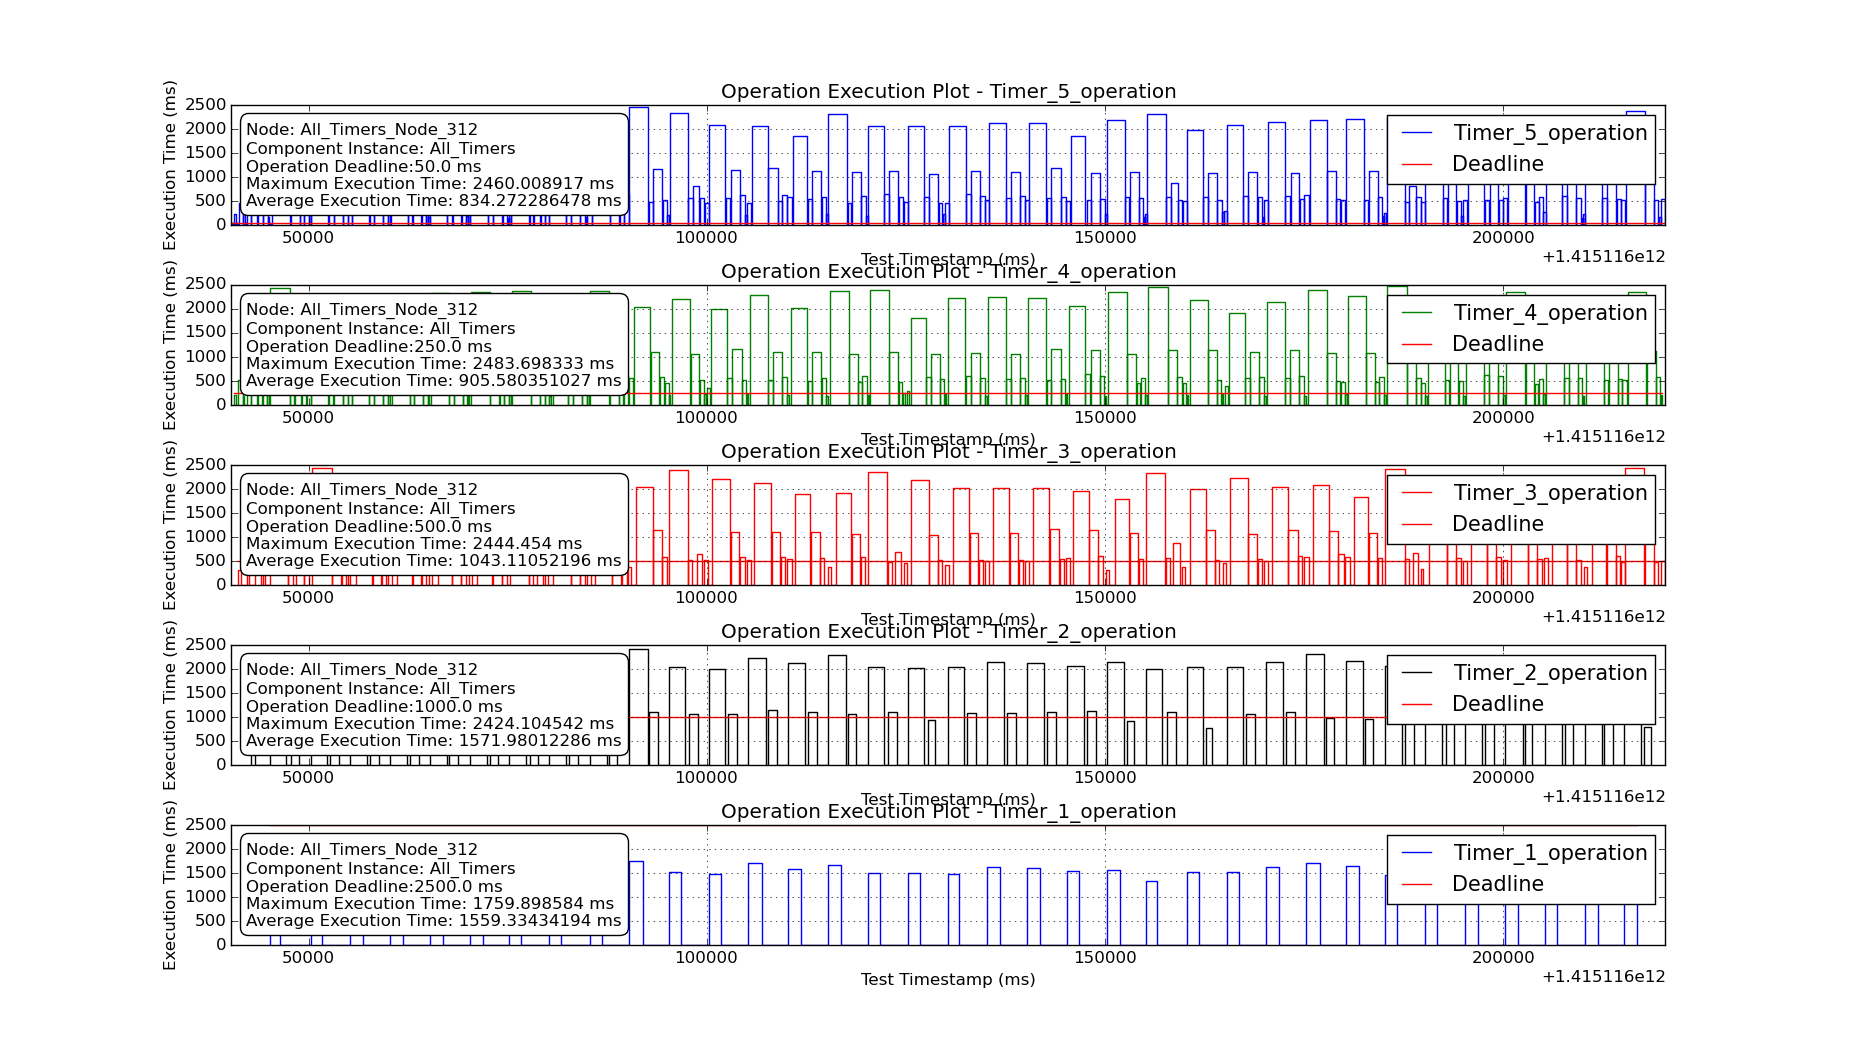 Operation Execution Plot - Timer_5_operation
Execution Time (ms)
2500
2000
1500
1000
500
0
Node: All_Timers_Node_312
Component Instance: All_Timers
Operation Deadline:50.0 ms
Maximum Execution Time: 2460.008917 ms
Average Execution Time: 834.272286478 ms
Timer_5_operation
Deadline
50000 100000 150000 200000
Test Timestamp (ms)
+1.415116e12
Operation Execution Plot - Timer_4_operation
Execution Time (ms)
2500
2000
1500
1000
500
0
Node: All_Timers_Node_312
Component Instance: All_Timers
Operation Deadline:250.0 ms
Maximum Execution Time: 2483.698333 ms
Average Execution Time: 905.580351027 ms
Timer_4_operation
Deadline
50000 100000 150000 200000
Test Timestamp (ms)
+1.415116e12
Operation Execution Plot - Timer_3_operation
Execution Time (ms)
2500
2000
1500
1000
500
0
Node: All_Timers_Node_312
Component Instance: All_Timers
Operation Deadline:500.0 ms
Maximum Execution Time: 2444.454 ms
Average Execution Time: 1043.11052196 ms
Timer_3_operation
Deadline
50000 100000 150000 200000
Test Timestamp (ms)
+1.415116e12
Operation Execution Plot - Timer_2_operation
Execution Time (ms)
2500
2000
1500
1000
500
0
Node: All_Timers_Node_312
Component Instance: All_Timers
Operation Deadline:1000.0 ms
Maximum Execution Time: 2424.104542 ms
Average Execution Time: 1571.98012286 ms
Timer_2_operation
Deadline
50000 100000 150000 200000
Test Timestamp (ms)
+1.415116e12
Operation Execution Plot - Timer_1_operation
Execution Time (ms)
2500
2000
1500
1000
500
0
Node: All_Timers_Node_312
Component Instance: All_Timers
Operation Deadline:2500.0 ms
Maximum Execution Time: 1759.898584 ms
Average Execution Time: 1559.33434194 ms
Timer_1_operation
Deadline
50000 100000 150000 200000
Test Timestamp (ms)
+1.415116e12